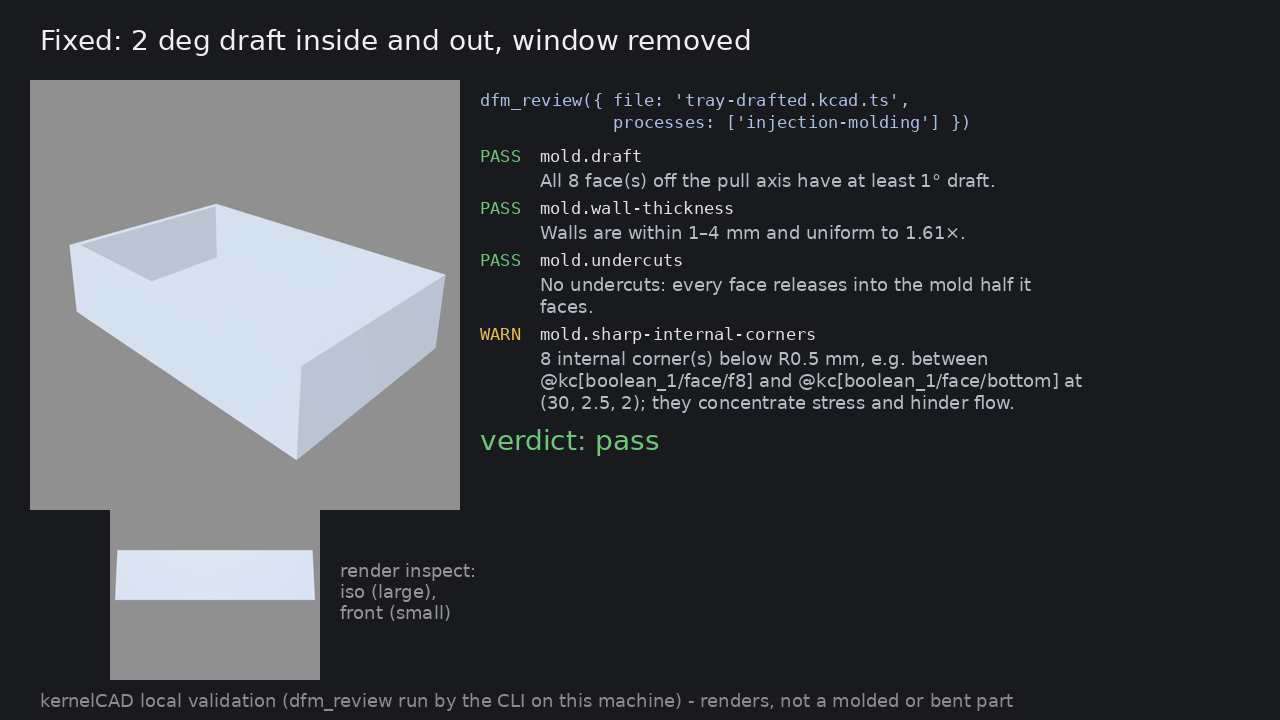 Fixed: 2 deg draft inside and out, window removed
dfm_review({ file: 'tray-drafted.kcad.ts',
processes: ['injection-molding'] })
PASS mold.draft
All 8 face(s) off the pull axis have at least 1° draft.
PASS mold.wall-thickness
Walls are within 1–4 mm and uniform to 1.61×.
PASS mold.undercuts
No undercuts: every face releases into the mold half it
faces.
WARN mold.sharp-internal-corners
8 internal corner(s) below R0.5 mm, e.g. between
@kc[boolean_1/face/f8] and @kc[boolean_1/face/bottom] at
(30, 2.5, 2); they concentrate stress and hinder flow.
verdict: pass
render inspect:
iso (large),
front (small)
kernelCAD local validation (dfm_review run by the CLI on this machine) - renders, not a molded or bent part